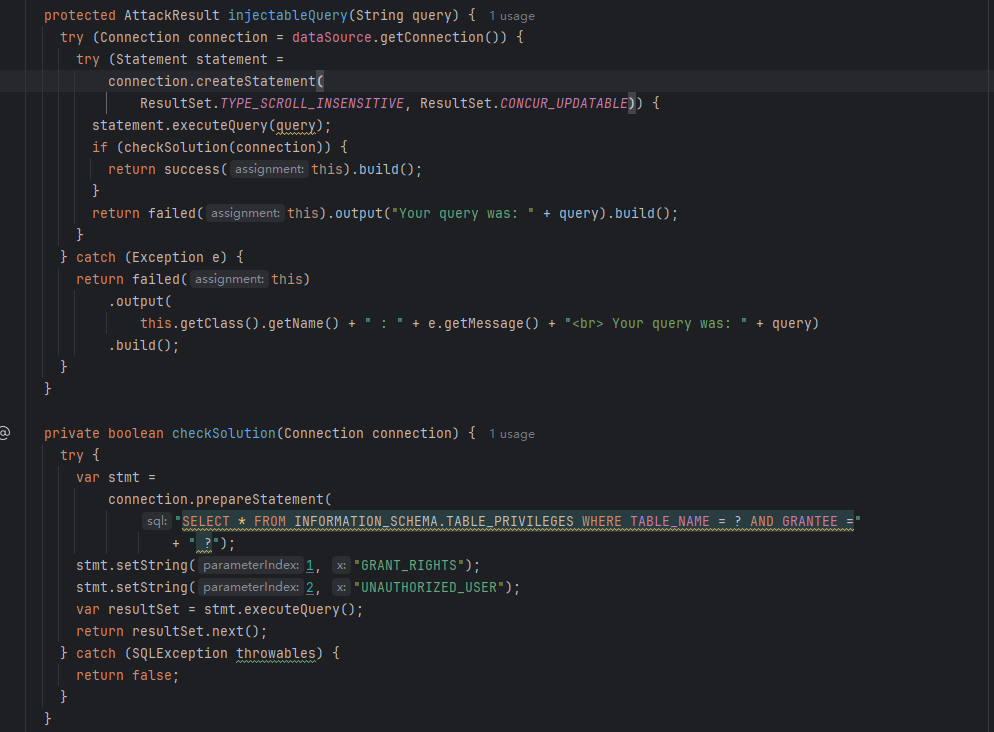 protected AttackResult injectableQuery(String query) { 1 usage
try (Connection connection = dataSource.getConnection()) {
try (Statement statement =
connection.createStatement(
ResultSet.TYPE_SCROLL_INSENSITIVE, ResultSet.CONCUR_UPDATABLE)) {
statement.executeQuery(query);
if (checkSolution(connection)) {
return success( assignment: this).build();
}
return failed( assignment: this).output("Your query was: " + query).build();
}
} catch (Exception e) {
return failed( assignment: this)
.output(
this.getClass().getName() + " : " + e.getMessage() + "<br> Your query was: " + query)
.build();
}
}
@
private boolean checkSolution(Connection connection) { 1 usage
try {
var stmt =
connection.prepareStatement(
sql: "SELECT * FROM INFORMATION_SCHEMA.TABLE_PRIVILEGES WHERE TABLE_NAME = ? AND GRANTEE ="
+ " ?");
stmt.setString( parameterIndex: 1, x: "GRANT_RIGHTS");
stmt.setString( parameterIndex: 2, x: "UNAUTHORIZED_USER");
var resultSet = stmt.executeQuery();
return resultSet.next();
} catch (SQLException throwables) {
return false;
}
}